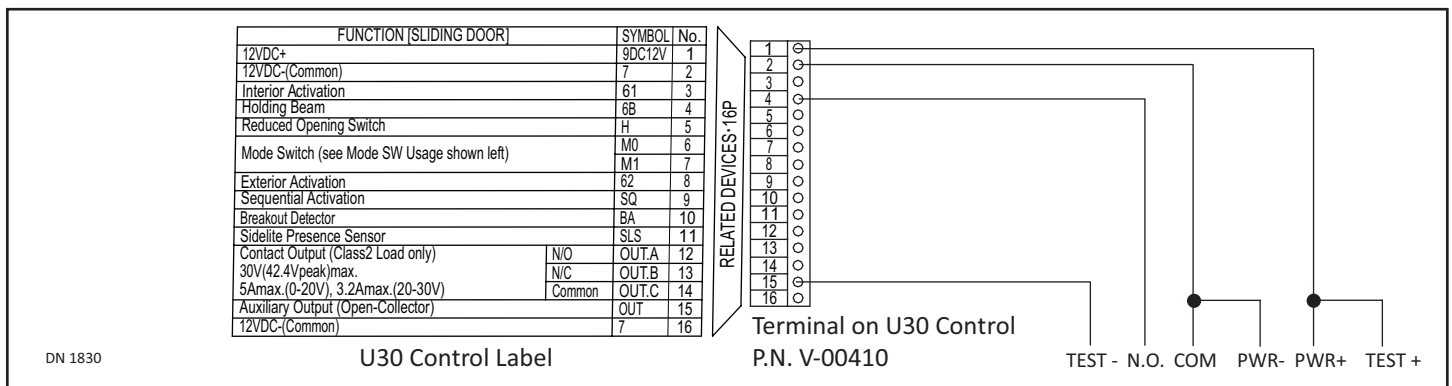 FUNCTION [SLIDING DOOR] SYMBOL No.
12VDC+ 9DC12V 1
12VDC-(Common) 7 2
Interior Activation 61 3
Holding Beam 6B 4
Reduced Opening Switch H 5
Mode Switch (see Mode SW Usage shown left) M0 6
M1 7
Exterior Activation 62 8
Sequential Activation SQ 9
Breakout Detector BA 10
Sidelite Presence Sensor SLS 11
Contact Output (Class2 Load only) N/O OUT.A 12
30V(42.4Vpeak)max. N/C OUT.B 13
5Amax.(0-20V), 3.2Amax.(20-30V) Common OUT.C 14
Auxiliary Output (Open-Collector) OUT 15
12VDC-(Common) 7 16
RELATED DEVICES·16P
1
2
3
4
5
6
7
8
9
10
11
12
13
14
15
16
Terminal on U30 Control
P.N. V-00410
TEST - N.O. COM PWR- PWR+ TEST +
DN 1830
U30 Control Label